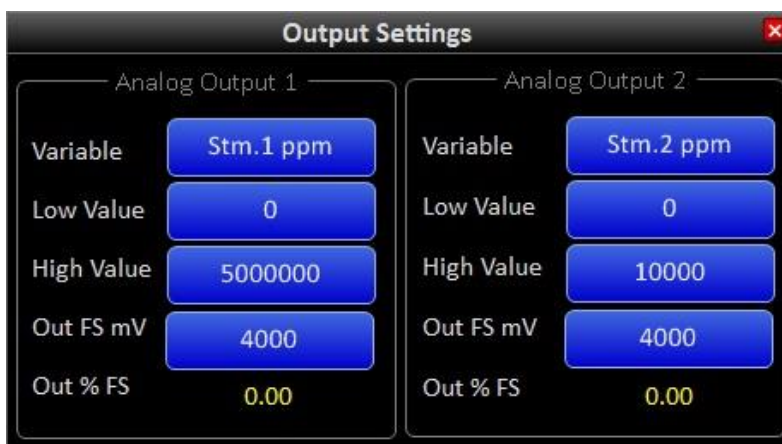 Output Settings
Analog Output 1
Variable
Stm.1 ppm
Low Value
0
High Value
5000000
Out FS mV
4000
Out % FS
0.00
Analog Output 2
Variable
Stm.2 ppm
Low Value
0
High Value
10000
Out FS mV
4000
Out % FS
0.00